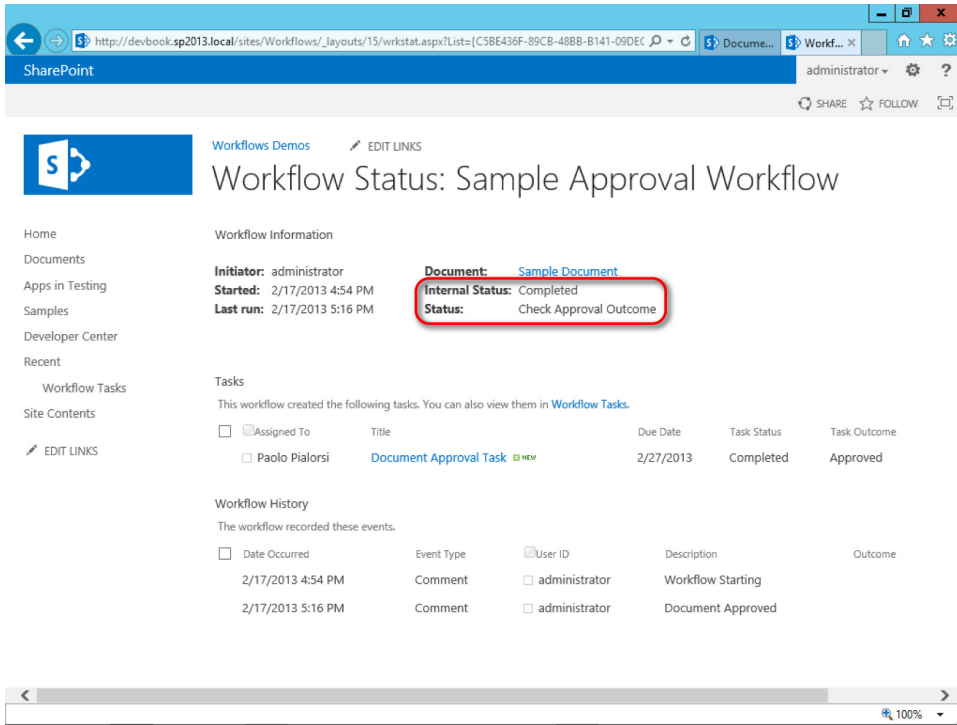 http://devbook.sp2013.local/sites/Workflows/_layouts/15/wrkstat.aspx?List={C5BE436F-89CB-48BB-B141-09DEC
Docume...
Workf...
SharePoint
administrator
?
SHARE
FOLLOW
S
Workflows Demos
EDIT LINKS
Workflow Status: Sample Approval Workflow
Home
Documents
Apps in Testing
Samples
Developer Center
Recent
Workflow Tasks
Site Contents
EDIT LINKS
Workflow Information
Initiator: administrator Document: Sample Document
Started: 2/17/2013 4:54 PM Internal Status: Completed
Last run: 2/17/2013 5:16 PM Status: Check Approval Outcome
Tasks
This workflow created the following tasks. You can also view them in Workflow Tasks.
Assigned To Title Due Date Task Status Task Outcome
Paolo Pialorsi Document Approval Task NEW 2/27/2013 Completed Approved
Workflow History
The workflow recorded these events.
Date Occurred Event Type User ID Description Outcome
2/17/2013 4:54 PM Comment administrator Workflow Starting
2/17/2013 5:16 PM Comment administrator Document Approved
100%